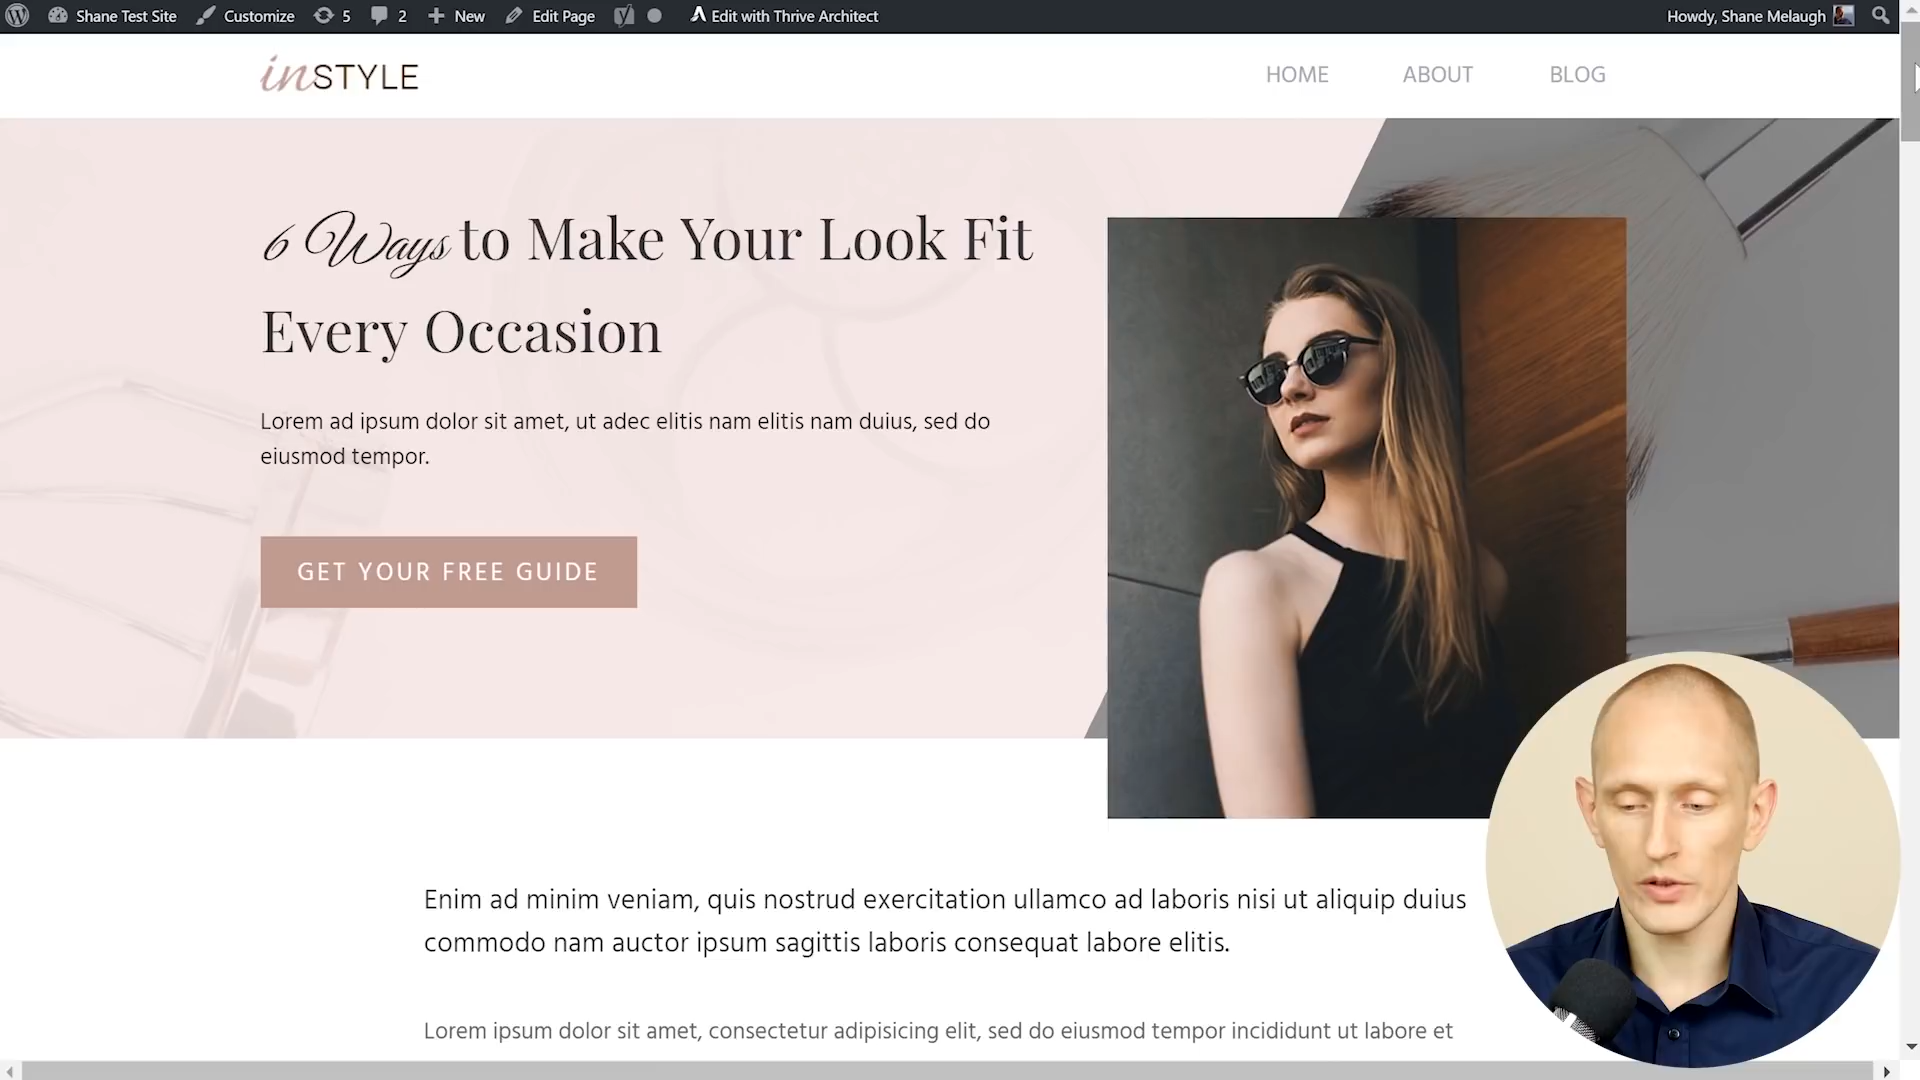 Shane Test Site Customize 5 2 New Edit Page Edit with Thrive Architect Howdy, Shane Melaugh
inSTYLE HOME ABOUT BLOG
6 Ways to Make Your Look Fit
Every Occasion
Lorem ad ipsum dolor sit amet, ut adec elitis nam elitis nam duius, sed do
eiusmod tempor.
GET YOUR FREE GUIDE
Enim ad minim veniam, quis nostrud exercitation ullamco ad laboris nisi ut aliquip duius
commodo nam auctor ipsum sagittis laboris consequat labore elitis.
Lorem ipsum dolor sit amet, consectetur adipisicing elit, sed do eiusmod tempor incididunt ut labore et